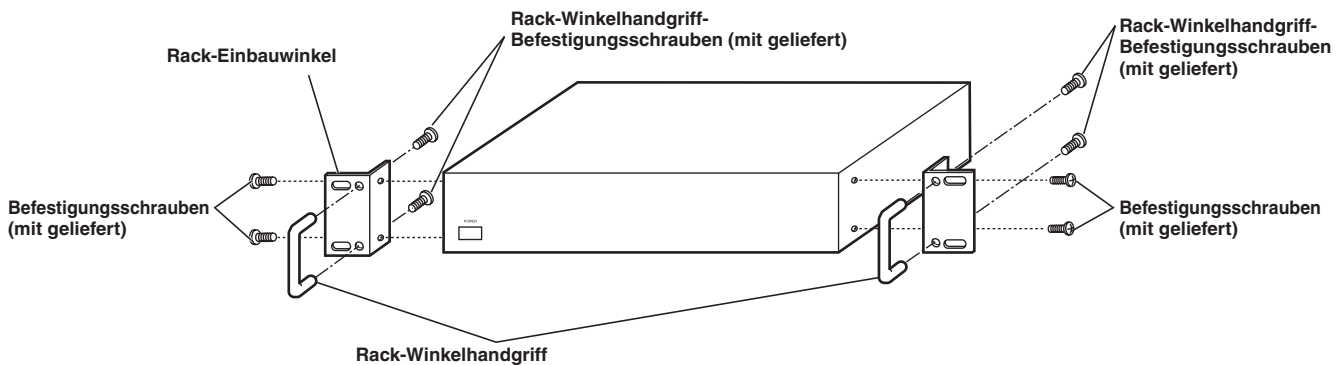 Rack-Winkelhandgriff-
Befestigungsschrauben (mit geliefert)
Rack-Winkelhandgriff-
Befestigungsschrauben
(mit geliefert)
Rack-Einbauwinkel
Befestigungsschrauben
(mit geliefert)
POWER
Befestigungsschrauben
(mit geliefert)
Rack-Winkelhandgriff